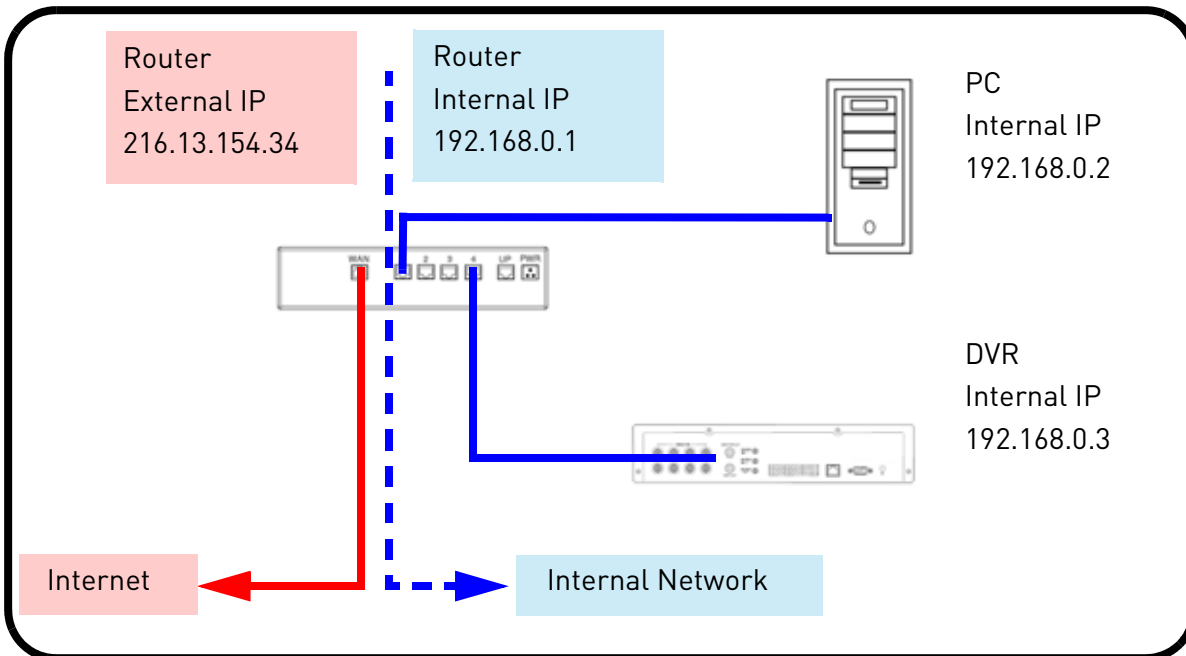 Router
External IP
216.13.154.34
Router
Internal IP
192.168.0.1
PC
Internal IP
192.168.0.2
WAN
2
3
4
UP
PWR
DVR
Internal IP
192.168.0.3
Internet
Internal Network